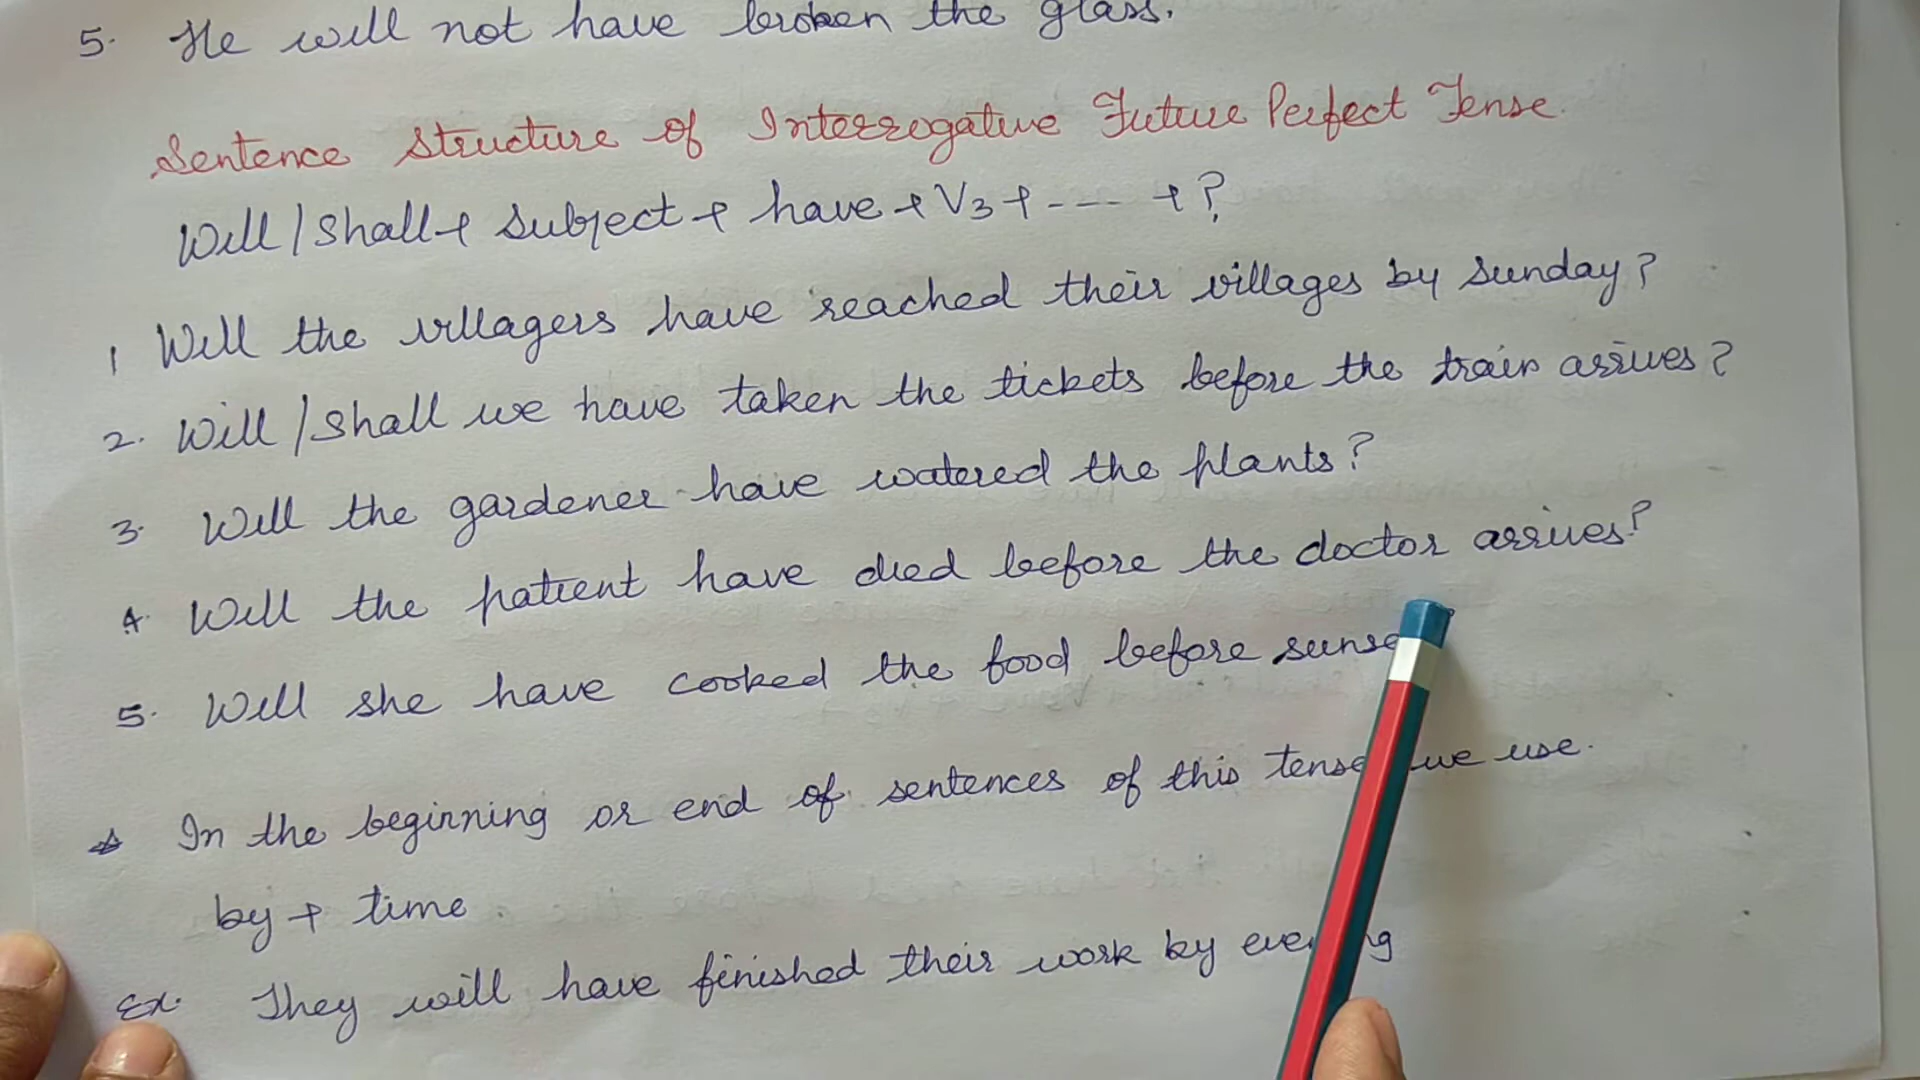 5. He will not have broken the glass.
Sentence Structure of Interrogative Future Perfect Tense.
Will / Shall + Subject + have + V3 + ---- + ?
1 Will the villagers have reached their villages by Sunday?
2. Will / Shall we have taken the tickets before the train arrives?
3. Will the gardener have watered the plants?
4. Will the patient have died before the doctor arrives?
5. Will she have cooked the food before
In the beginning or end of sentences of this tense we use.
by + time
Ex. They will have finished their work by